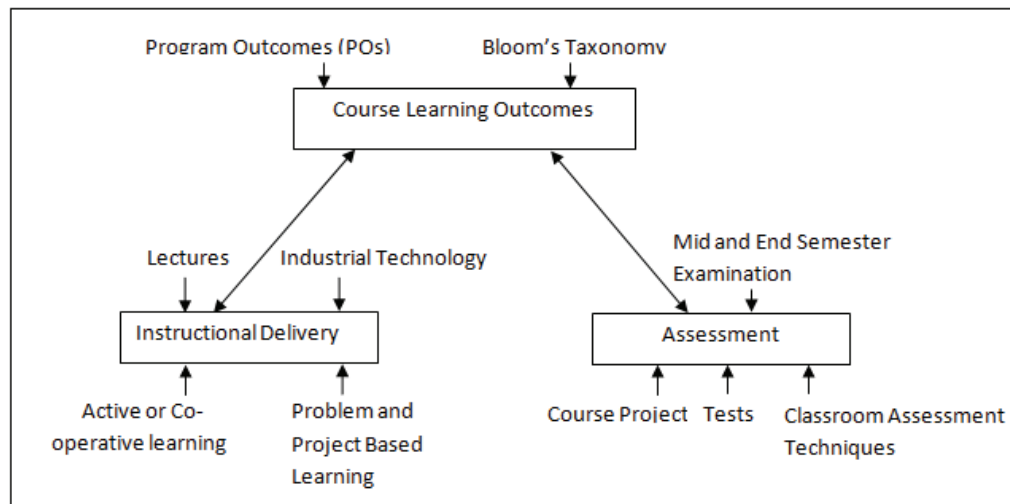 Program Outcomes (POs)
Bloom's Taxonomy
Course Learning Outcomes
Mid and End Semester
Examination
Lectures
Industrial Technology
Instructional Delivery
Assessment
Active or Co-
operative learning
Problem and
Project Based
Learning
Course Project
Tests
Classroom Assessment
Techniques